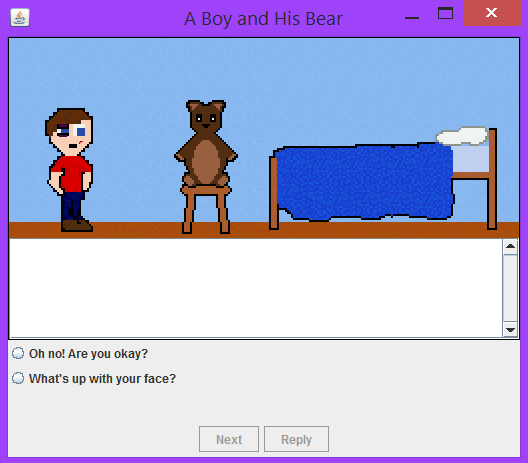 A Boy and His Bear
Oh no! Are you okay?
What's up with your face?
Next Reply